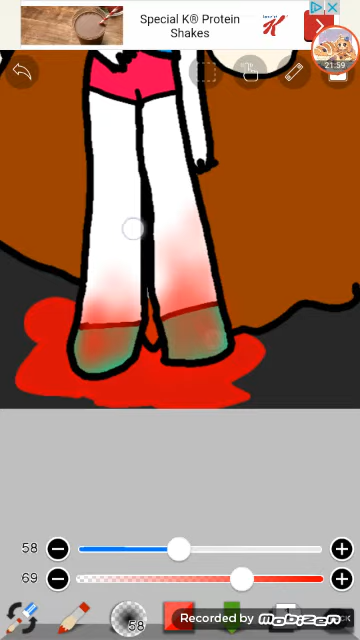 Special K® Protein
Shakes
21:59
58
69
58
Recorded by mobizen